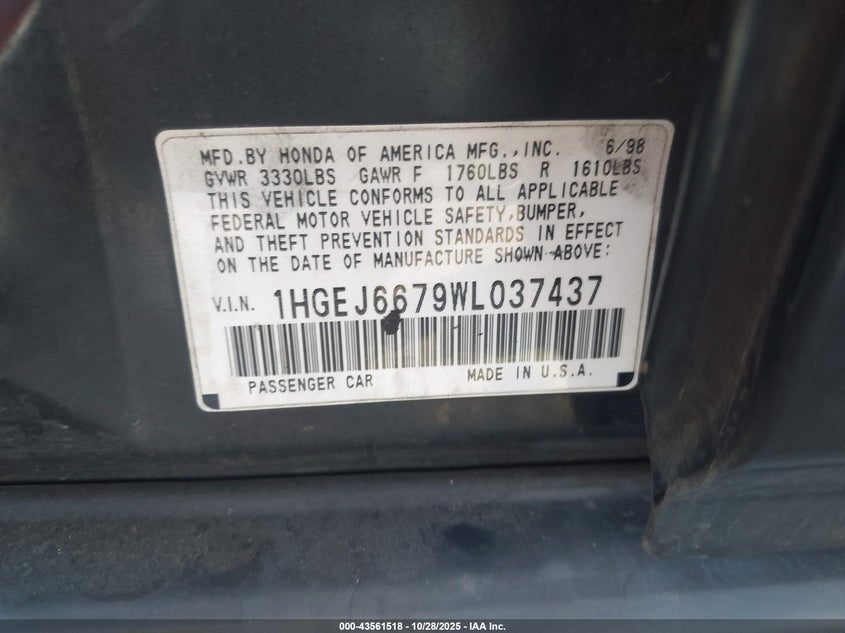 MFD.BY HONDA OF AMERICA MFG.,INC. 6/98
GVWR 3330LBS GAWR F 1760LBS R 1610LBS
THIS VEHICLE CONFORMS TO ALL APPLICABLE
FEDERAL MOTOR VEHICLE SAFETY,BUMPER,
AND THEFT PREVENTION STANDARDS IN EFFECT
ON THE DATE OF MANUFACTURE SHOWN ABOVE:
V.I.N. 1HGEJ6679WL037437
PASSENGER CAR MADE IN U.S.A.
000-43561518 | 10/28/2025 - IAA Inc.